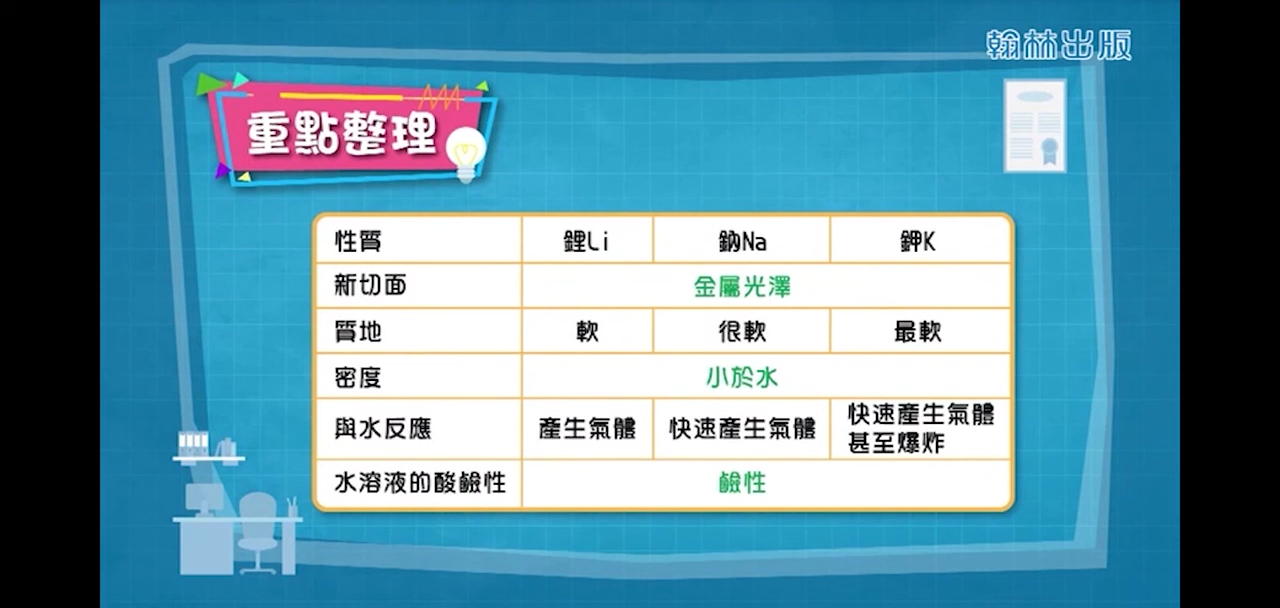 翰林出版
重點整理
性質 鋰Li 鈉Na 鉀K
新切面 金屬光澤
質地 軟 很軟 最軟
密度 小於水
與水反應 產生氣體 快速產生氣體 快速產生氣體
甚至爆炸
水溶液的酸鹼性 鹼性